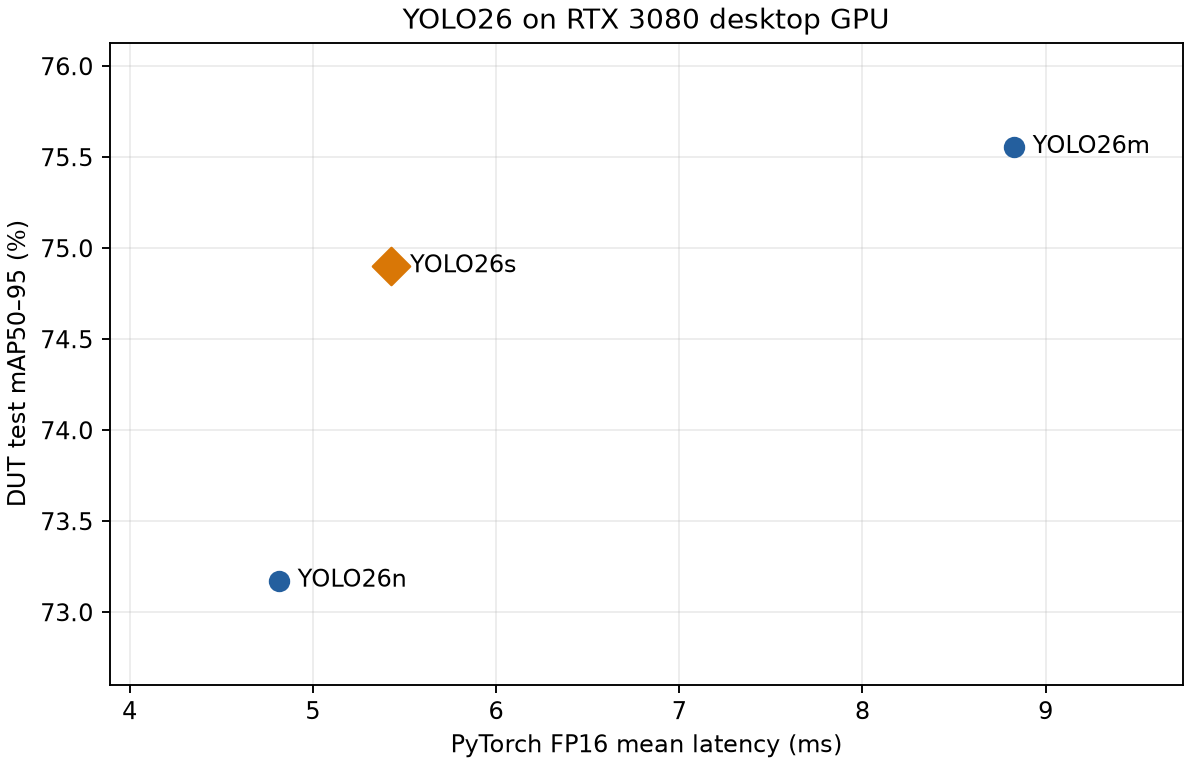 YOLO26 on RTX 3080 desktop GPU
DUT test mAP50–95 (%)
76.0
75.5
75.0
74.5
74.0
73.5
73.0
YOLO26m
YOLO26s
YOLO26n
4 5 6 7 8 9
PyTorch FP16 mean latency (ms)